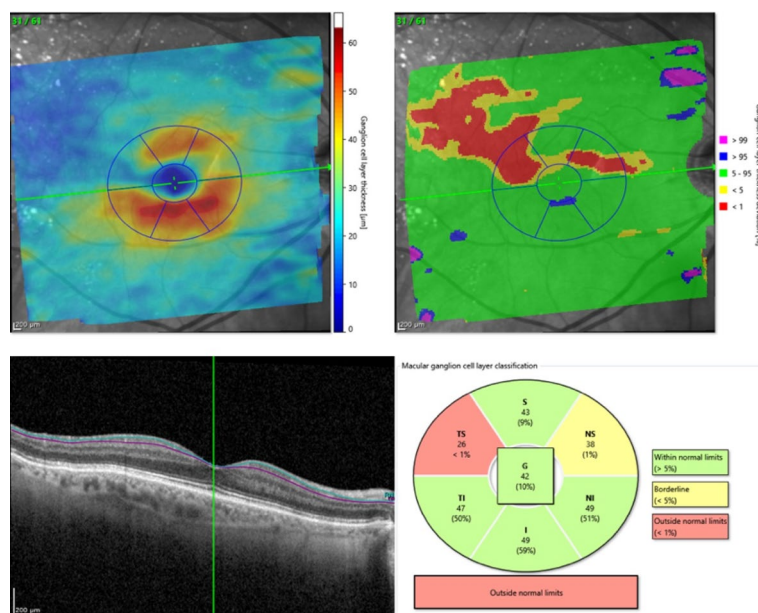 31 / 61
31 / 61
60
50
40
30
20
10
0
Ganglion cell layer thickness [µm]
> 99
> 95
5 - 95
< 5
< 1
200 µm
200 µm
Macular ganglion cell layer classification
S
43
(9%)
TS
26
< 1%
NS
38
(1%)
G
42
(10%)
TI
47
(50%)
NI
49
(51%)
I
49
(59%)
Within normal limits
(> 5%)
Borderline
(< 5%)
Outside normal limits
(< 1%)
Outside normal limits
200 µm